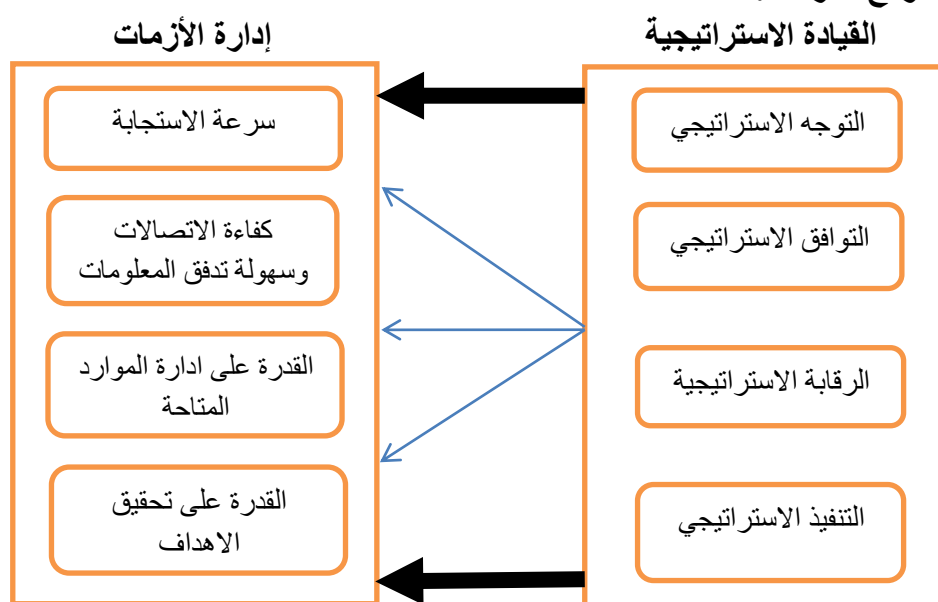 القيادة الاستراتيجية
إدارة الأزمات
التوجه الاستراتيجي
التوافق الاستراتيجي
الرقابة الاستراتيجية
التنفيذ الاستراتيجي
سرعة الاستجابة
كفاءة الاتصالات
وسهولة تدفق المعلومات
القدرة على ادارة الموارد
المتاحة
القدرة على تحقيق
الاهداف